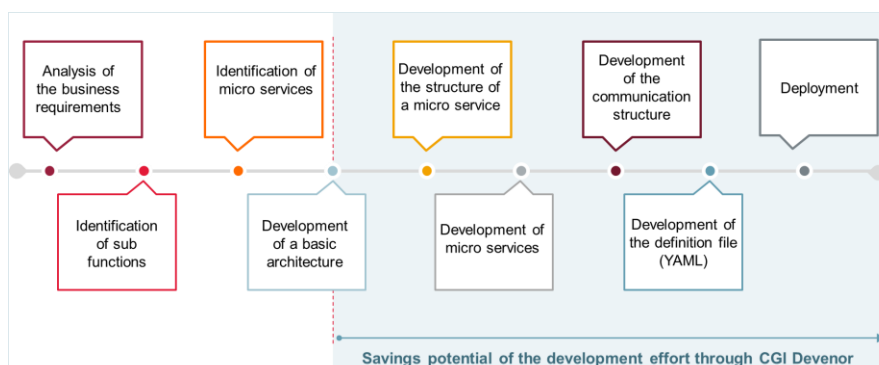 Analysis of
the business
requirements
Identification of
micro services
Development of
the structure of
a micro service
Development
of the
communication
structure
Deployment
Identification
of sub
functions
Development
of a basic
architecture
Development of
micro services
Development of
the definition file
(YAML)
Savings potential of the development effort through CGI Devenor